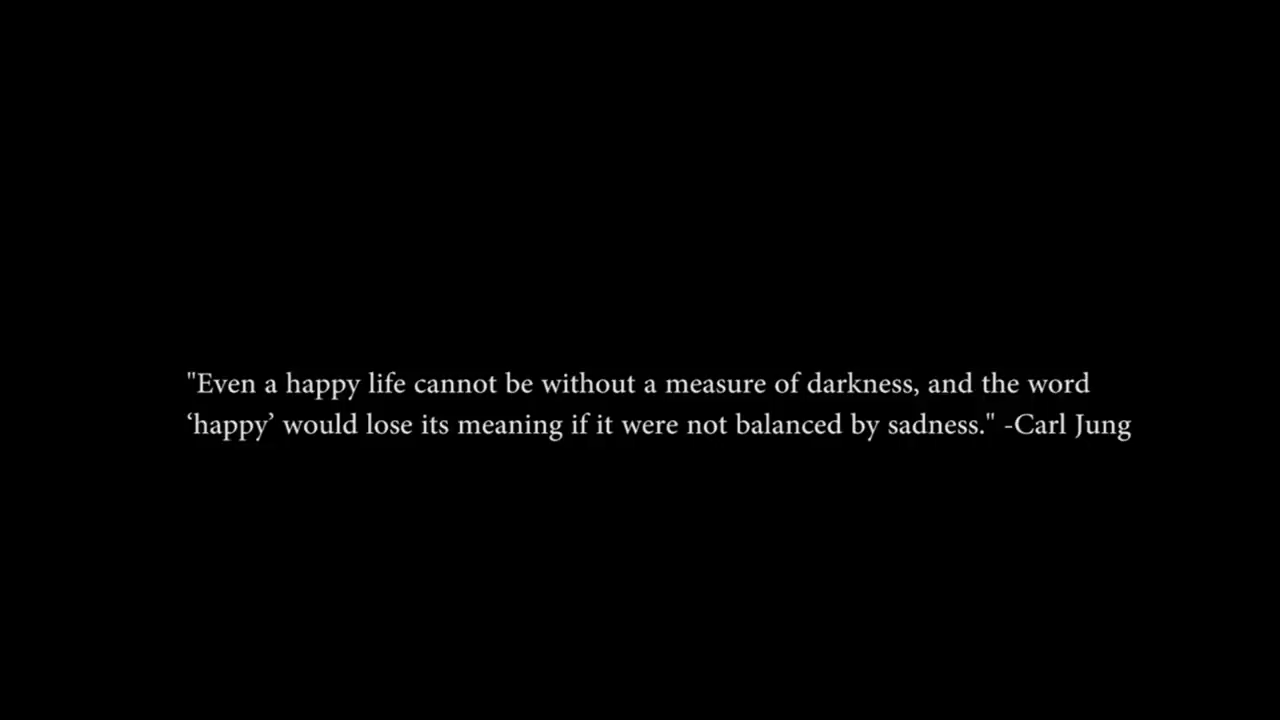 "Even a happy life cannot be without a measure of darkness, and the word
‘happy’ would lose its meaning if it were not balanced by sadness." -Carl Jung